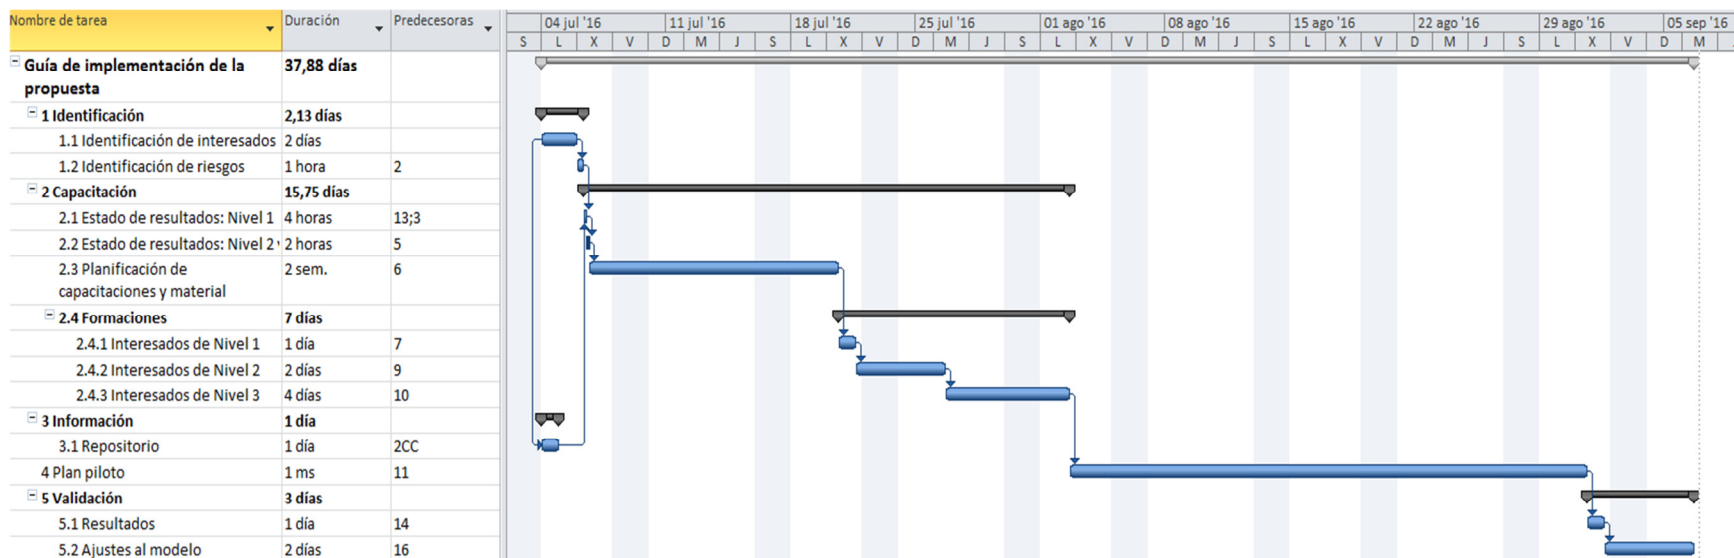 Nombre de tarea Duración Predecesoras 04 jul '16 11 jul '16 18 jul '16 25 jul '16 01 ago '16 08 ago '16 15 ago '16 22 ago '16 29 ago '16 05 sep '16
S L X V D M J S L X V D M J S L X V D M J S L X V D M J S L X V D M
Guía de implementación de la propuesta 37,88 días
1 Identificación 2,13 días
1.1 Identificación de interesados 2 días
1.2 Identificación de riesgos 1 hora 2
2 Capacitación 15,75 días
2.1 Estado de resultados: Nivel 1 4 horas 13;3
2.2 Estado de resultados: Nivel 2 2 horas 5
2.3 Planificación de capacitaciones y material 2 sem. 6
2.4 Formaciones 7 días
2.4.1 Interesados de Nivel 1 1 día 7
2.4.2 Interesados de Nivel 2 2 días 9
2.4.3 Interesados de Nivel 3 4 días 10
3 Información 1 día
3.1 Repositorio 1 día 2CC
4 Plan piloto 1 ms 11
5 Validación 3 días
5.1 Resultados 1 día 14
5.2 Ajustes al modelo 2 días 16